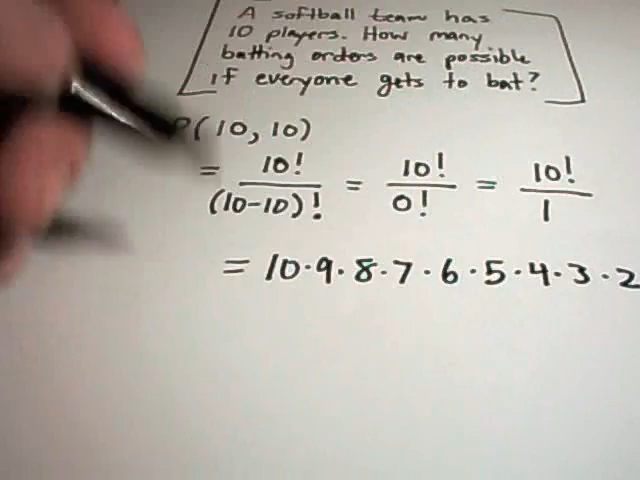 A softball team has
10 players. How many
batting orders are possible
if everyone gets to bat?
P(10, 10)
= 10! / (10-10)! = 10! / 0! = 10! / 1
= 10·9·8·7·6·5·4·3·2